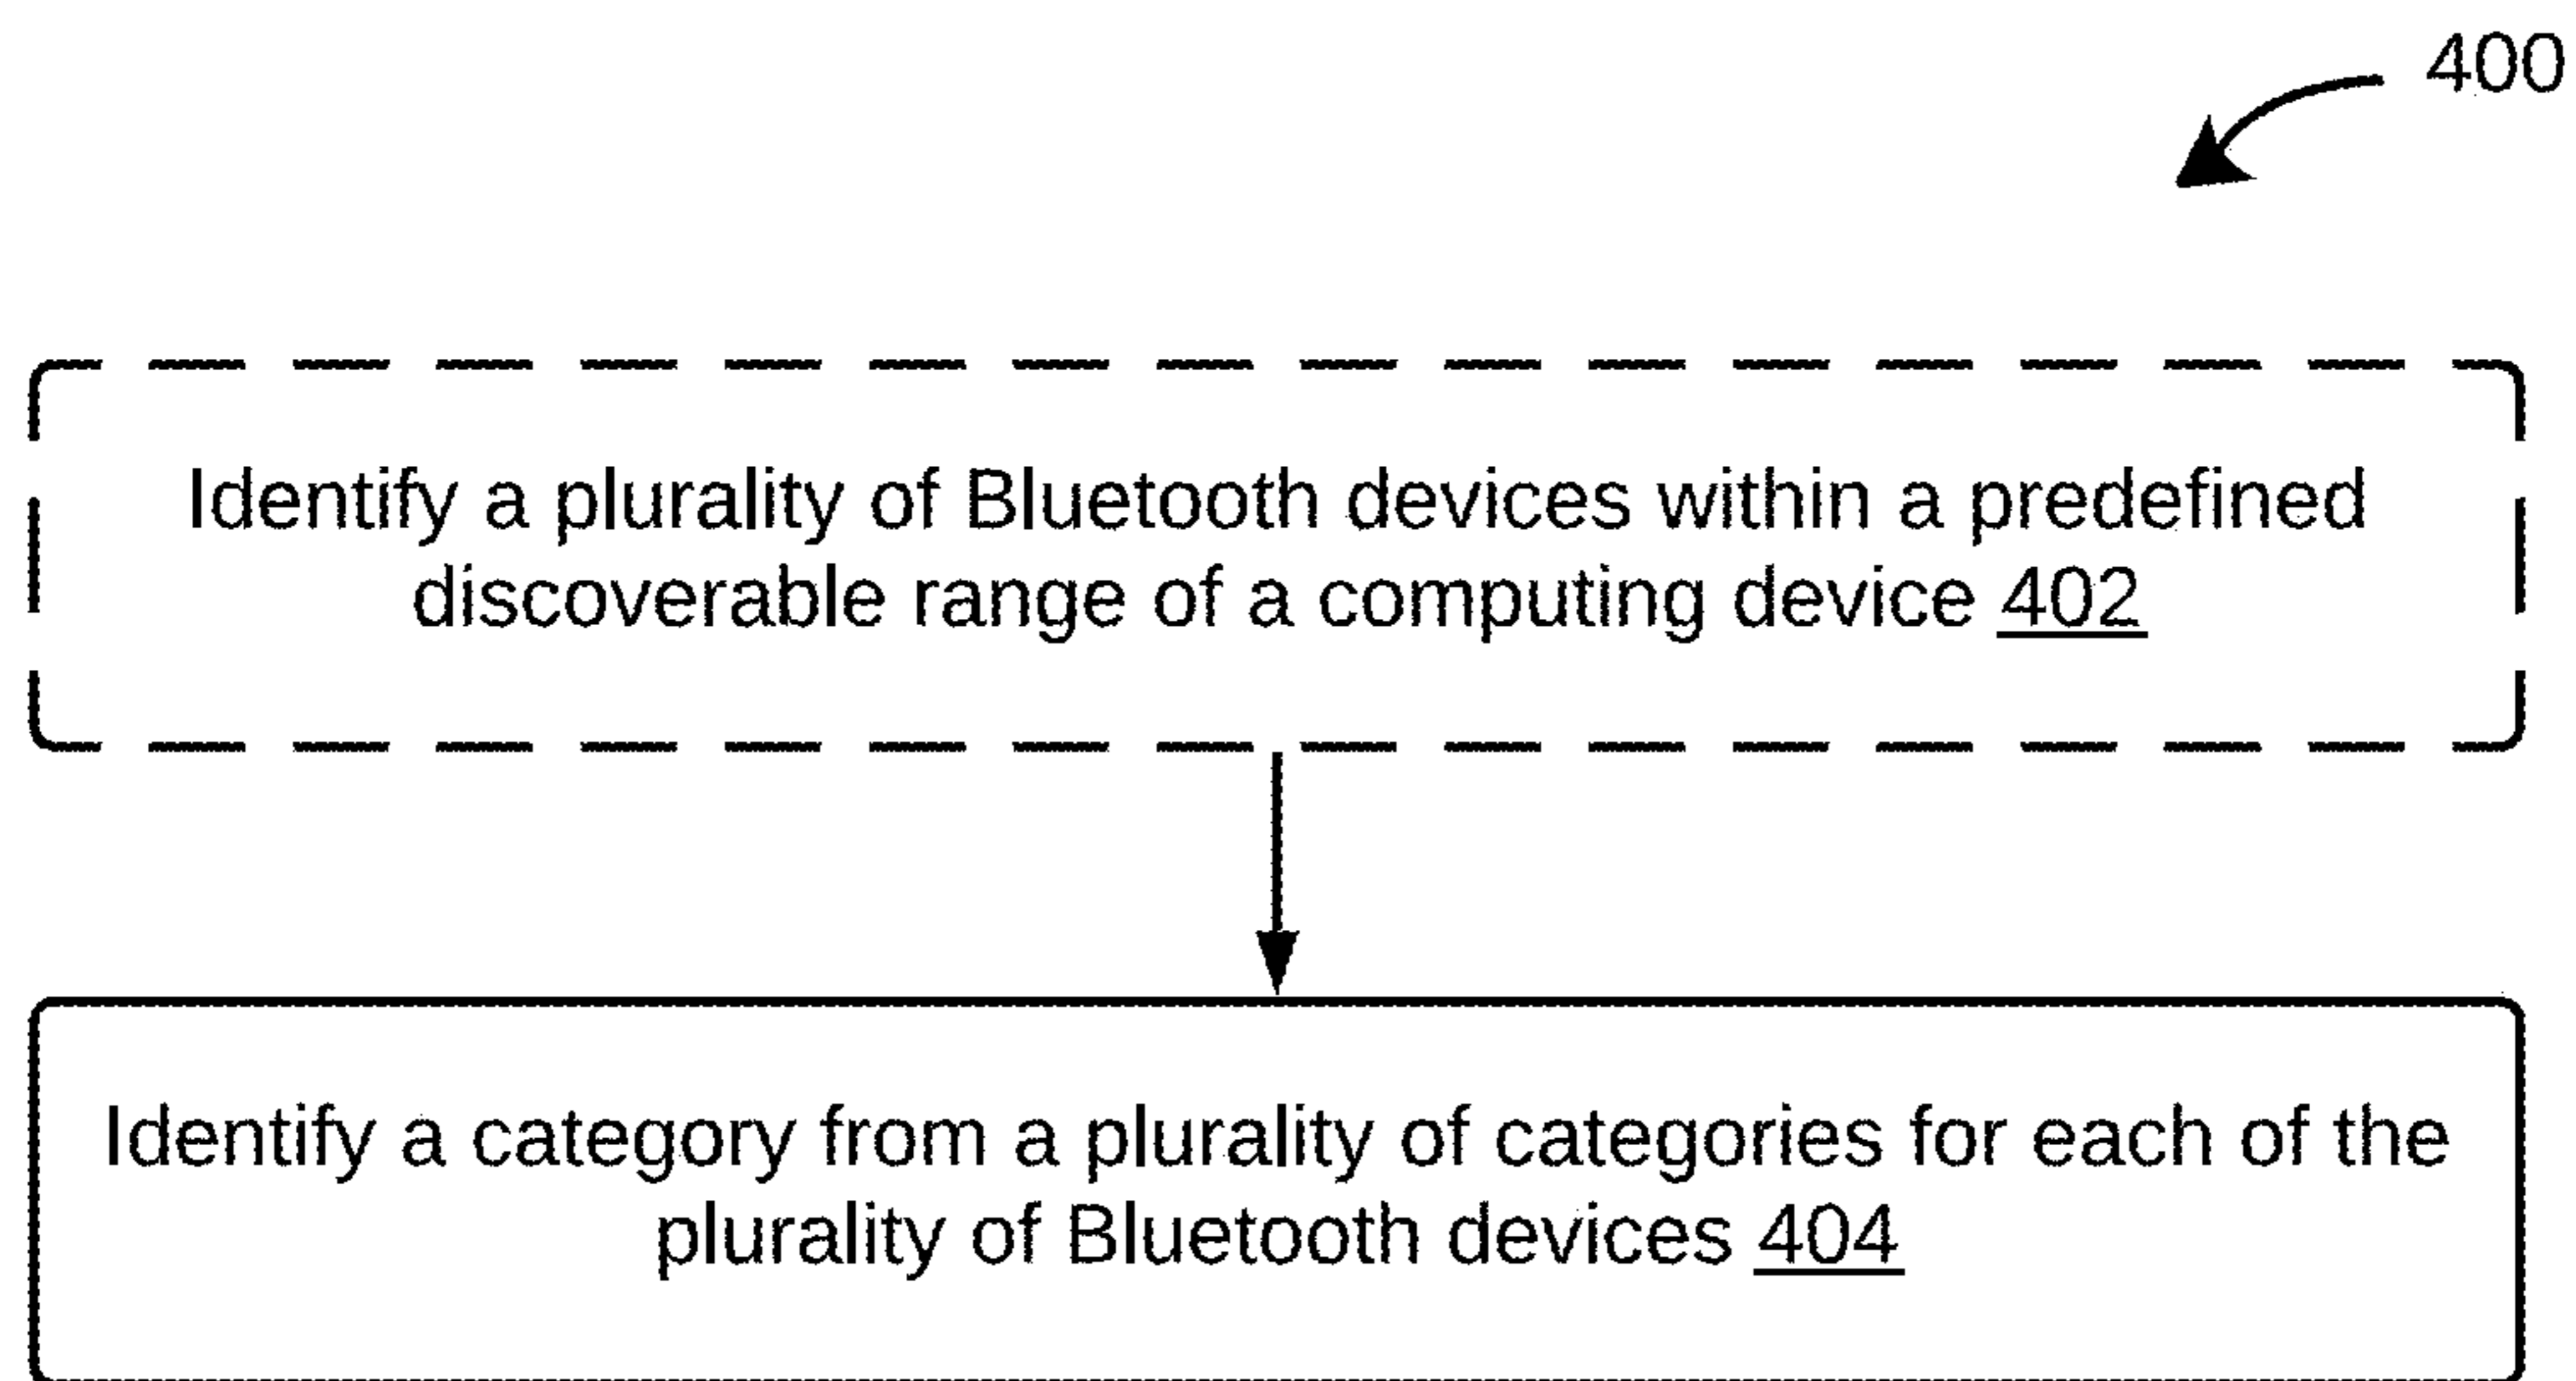 400
Identify a plurality of Bluetooth devices within a predefined
discoverable range of a computing device 402
Identify a category from a plurality of categories for each of the
plurality of Bluetooth devices 404